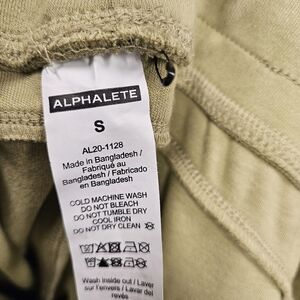 ALPHALETE
S
AL20-1128
Made in Bangladesh /
Fabriqué au
Bangladesh / Fabricado
en Bangladesh
COLD MACHINE WASH
DO NOT BLEACH
DO NOT TUMBLE DRY
COOL IRON
DO NOT DRY CLEAN
Wash inside out / Laver
sur l'envers / Lavar del
revés